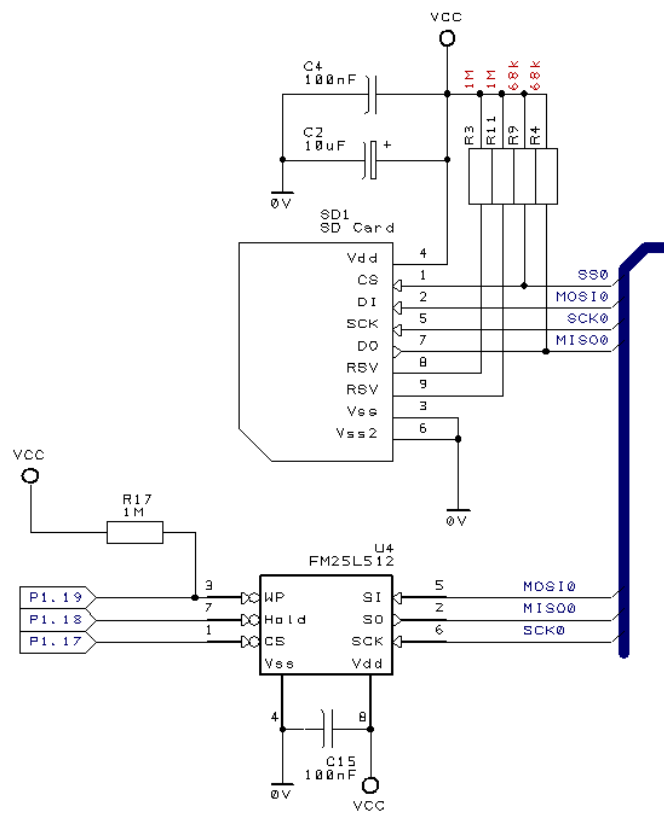 VCC
C4
100nF
1M
1M
68k
68k
C2
10uF
+
R3
R11
R9
R4
0V
SD1
SD Card
Vdd 4
CS 1 SS0
DI 2 MOSI0
SCK 5 SCK0
DO 7 MISO0
RSV 8
RSV 9
Vss 3
Vss2 6
0V
VCC
R17
1M
U4
FM25L512
P1.19 3 WP SI 5 MOSI0
P1.18 7 Hold SO 2 MISO0
P1.17 1 CS SCK 6 SCK0
Vss Vdd
4 8
C15
100nF
0V
VCC